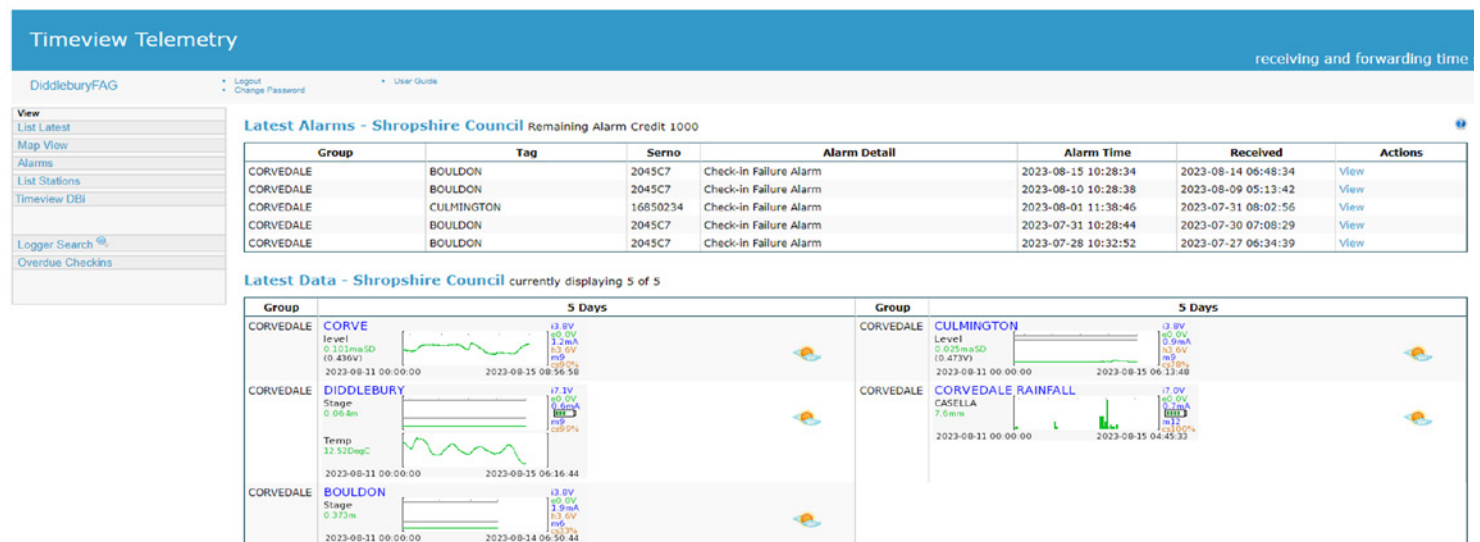 Timeview Telemetry
receiving and forwarding time
DiddleburyFAG
• Logout
• Change Password
• User Guide
View
List Latest
Map View
Alarms
List Stations
Timeview DBi
Logger Search
Overdue Checkins
Latest Alarms - Shropshire Council Remaining Alarm Credit 1000
Group Tag Serno Alarm Detail Alarm Time Received Actions
CORVEDALE BOULDON 2045C7 Check-in Failure Alarm 2023-08-15 10:28:34 2023-08-14 06:48:34 View
CORVEDALE BOULDON 2045C7 Check-in Failure Alarm 2023-08-10 10:28:38 2023-08-09 05:13:42 View
CORVEDALE CULMINGTON 16850234 Check-in Failure Alarm 2023-08-01 11:38:46 2023-07-31 08:02:56 View
CORVEDALE BOULDON 2045C7 Check-in Failure Alarm 2023-07-31 10:28:44 2023-07-30 07:08:29 View
CORVEDALE BOULDON 2045C7 Check-in Failure Alarm 2023-07-28 10:32:52 2023-07-27 06:34:39 View
Latest Data - Shropshire Council currently displaying 5 of 5
Group 5 Days Group 5 Days
CORVEDALE CORVE
level
0.101maSD
(0.436V)
i3.8V
e0.0V
1.2mA
h3.6V
m9
cs90%
2023-08-11 00:00:00 2023-08-15 08:56:58
CORVEDALE CULMINGTON
Level
0.025maSD
(0.473V)
i3.8V
e0.0V
0.9mA
h3.6V
m9
cs78%
2023-08-11 00:00:00 2023-08-15 06:13:48
CORVEDALE DIDDLEBURY
Stage
0.064m
i7.1V
e0.0V
0.6mA
m9
cs99%
Temp
12.52DegC
2023-08-11 00:00:00 2023-08-15 06:16:44
CORVEDALE CORVEDALE RAINFALL
CASELLA
7.6mm
i7.0V
e0.0V
0.7mA
m12
cs100%
2023-08-11 00:00:00 2023-08-15 04:45:33
CORVEDALE BOULDON
Stage
0.373m
i3.8V
e0.0V
1.9mA
h3.6V
m6
cs33%
2023-08-11 00:00:00 2023-08-14 06:50:44